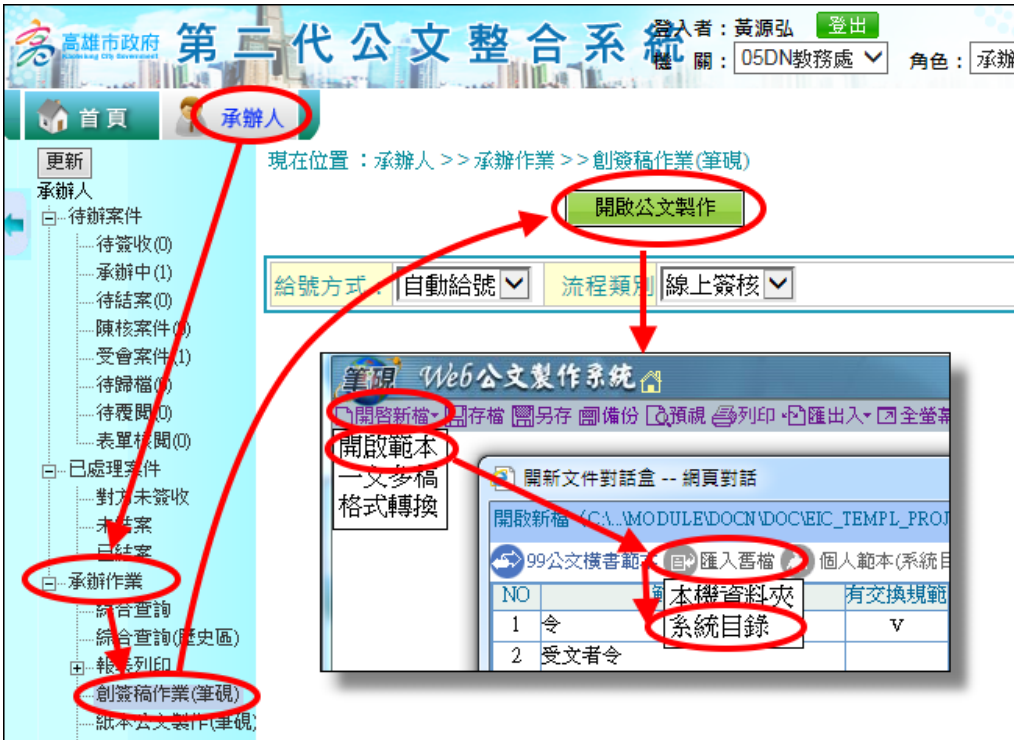 高雄市政府
Kaohsiung City Government
第二代公文整合系統
登入者：黃源弘 登出
機 關：05DN教務處 角色：承辦
首頁 承辦人
更新
現在位置：承辦人>>承辦作業>>創簽稿作業(筆硯)
承辦人
待辦案件
待簽收(0)
承辦中(1)
待結案(0)
陳核案件(0)
受會案件(1)
待歸檔(0)
待覆閱(0)
表單核閱(0)
已處理案件
對方未簽收
未結案
已結案
承辦作業
綜合查詢
綜合查詢(歷史區)
報表列印
創簽稿作業(筆硯)
紙本公文製作(筆硯)
開啟公文製作
給號方式：自動給號 流程類別 線上簽核
筆硯 Web公文製作系統
開啓新檔 存檔 另存 備份 預視 列印 匯出入 全螢幕
開啟範本
一文多稿
格式轉換
開新文件對話盒 -- 網頁對話
開啟新檔 (C:\...\MODULE\DOCN\DOC\EIC_TEMPL_PROJ
99公文橫書範本 匯入舊檔 個人範本(系統目
本機資料夾
系統目錄
NO 範 有交換規範
1 令 v
2 受文者令